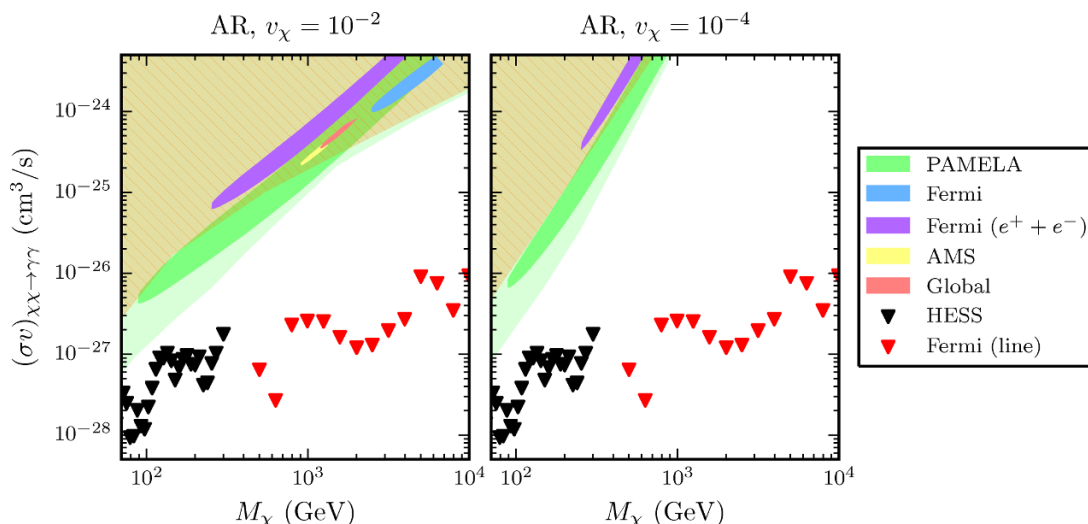 AR, $v_\chi = 10^{-2}$
AR, $v_\chi = 10^{-4}$
$(\sigma v)_{\chi\chi\to\gamma\gamma}$ (cm$^3$/s)
$10^{-24}$
$10^{-25}$
$10^{-26}$
$10^{-27}$
$10^{-28}$
$10^2$ $10^3$ $10^4$
$10^2$ $10^3$ $10^4$
$M_\chi$ (GeV)
$M_\chi$ (GeV)
PAMELA
Fermi
Fermi ($e^+ + e^-$)
AMS
Global
HESS
Fermi (line)